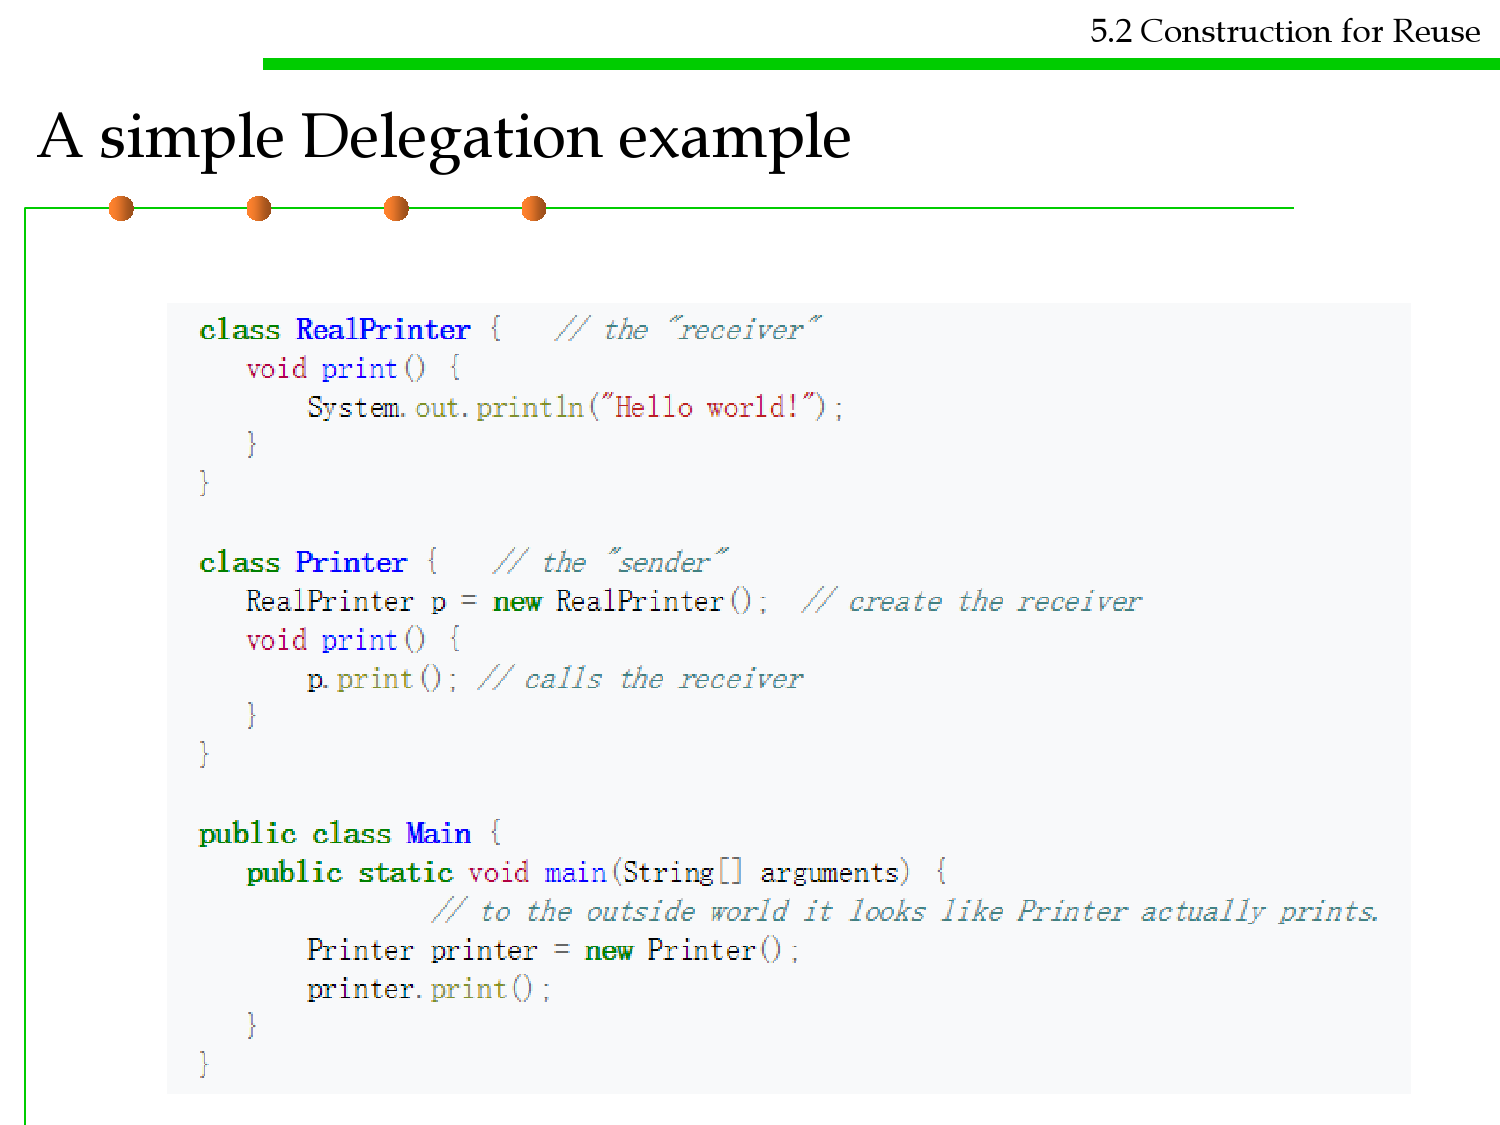 5.2 Construction for Reuse
A simple Delegation example
class RealPrinter {   // the "receiver"
   void print() {
       System.out.println("Hello world!");
   }
}
class Printer {   // the "sender"
   RealPrinter p = new RealPrinter();  // create the receiver
   void print() {
       p.print(); // calls the receiver
   }
}
public class Main {
   public static void main(String[] arguments) {
               // to the outside world it looks like Printer actually prints.
       Printer printer = new Printer();
       printer.print();
   }
}